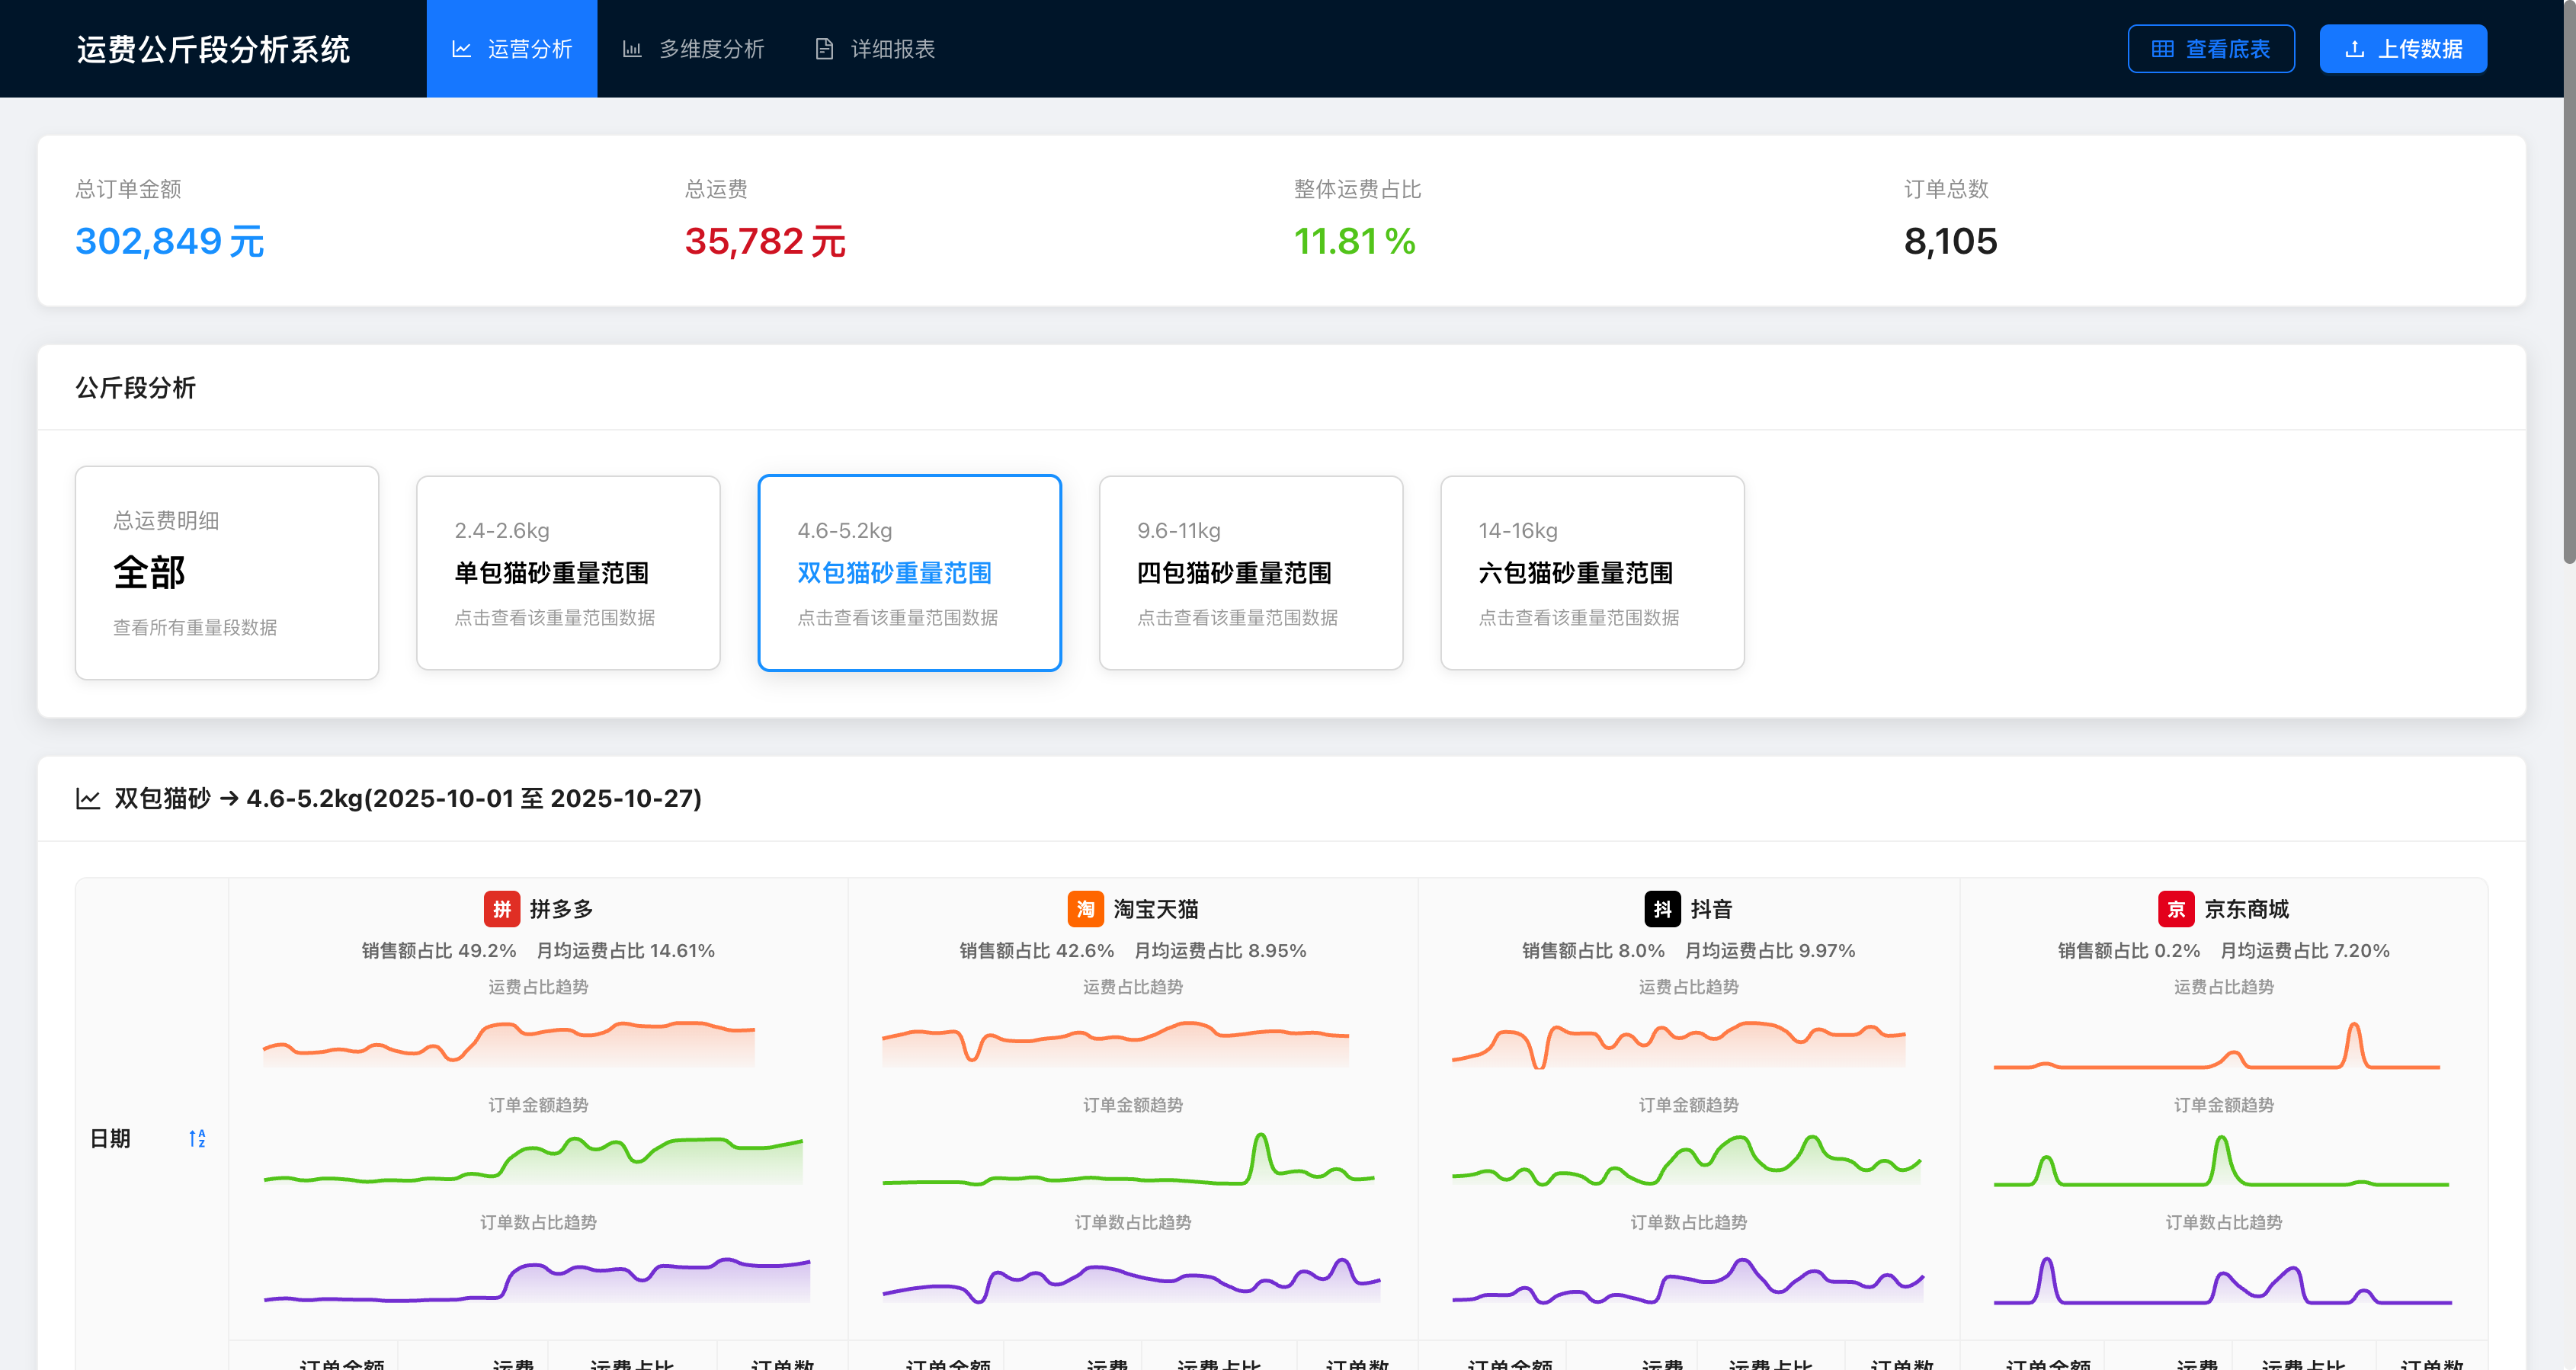 运费公斤段分析系统 运营分析 多维度分析 详细报表 查看底表 上传数据
总订单金额 总运费 整体运费占比 订单总数
302,849 元 35,782 元 11.81 % 8,105
公斤段分析
总运费明细
全部
查看所有重量段数据
2.4-2.6kg
单包猫砂重量范围
点击查看该重量范围数据
4.6-5.2kg
双包猫砂重量范围
点击查看该重量范围数据
9.6-11kg
四包猫砂重量范围
点击查看该重量范围数据
14-16kg
六包猫砂重量范围
点击查看该重量范围数据
双包猫砂 → 4.6-5.2kg(2025-10-01 至 2025-10-27)
日期
拼 拼多多
销售额占比 49.2% 月均运费占比 14.61%
运费占比趋势
订单金额趋势
订单数占比趋势
淘 淘宝天猫
销售额占比 42.6% 月均运费占比 8.95%
运费占比趋势
订单金额趋势
订单数占比趋势
抖 抖音
销售额占比 8.0% 月均运费占比 9.97%
运费占比趋势
订单金额趋势
订单数占比趋势
京 京东商城
销售额占比 0.2% 月均运费占比 7.20%
运费占比趋势
订单金额趋势
订单数占比趋势
订单金额 运费 运费占比 订单数 订单金额 运费 运费占比 订单数 订单金额 运费 运费占比 订单数 订单金额 运费 运费占比 订单数